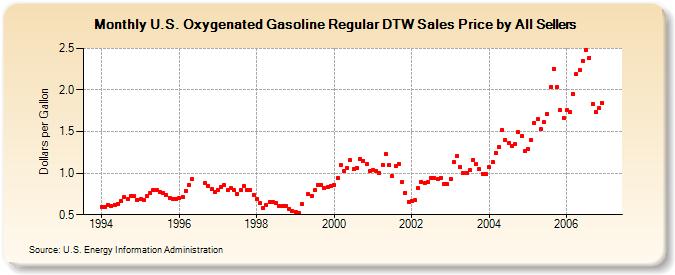 Monthly U.S. Oxygenated Gasoline Regular DTW Sales Price by All Sellers
Dollars per Gallon
2.5
2.0
1.5
1.0
0.5
1994 1996 1998 2000 2002 2004 2006
Source: U.S. Energy Information Administration